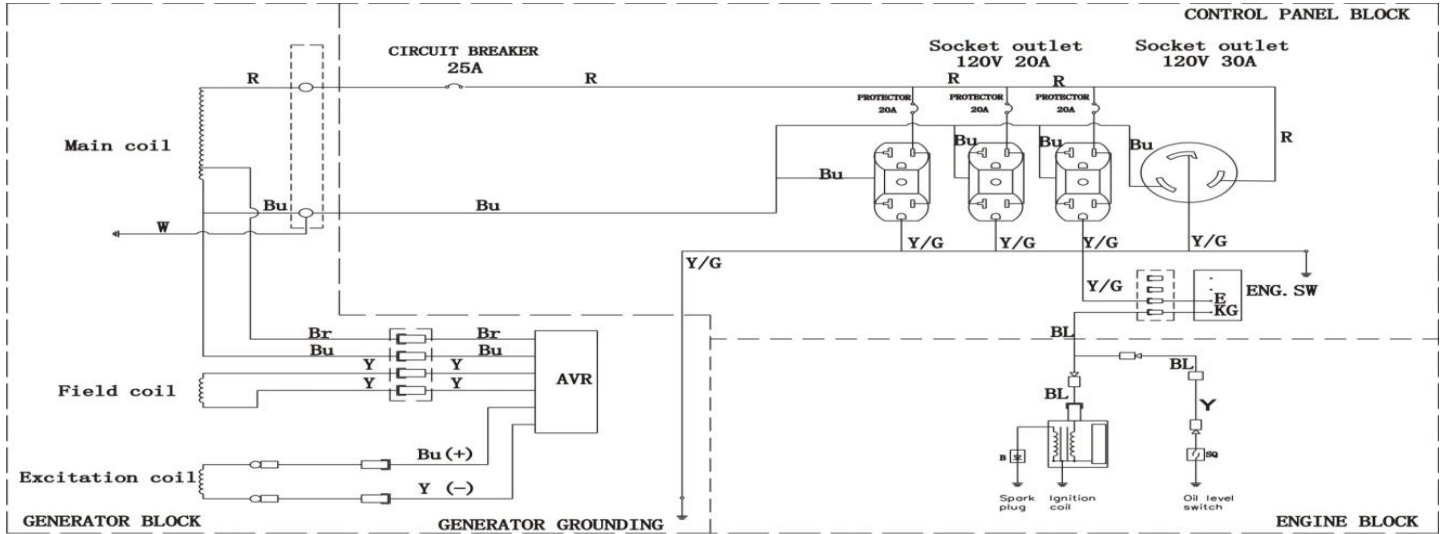 CONTROL PANEL BLOCK
CIRCUIT BREAKER
25A
Socket outlet
120V 20A
Socket outlet
120V 30A
R
R
R
R
PROTECTOR
20A
PROTECTOR
20A
PROTECTOR
20A
R
Main coil
Bu
Bu
Bu
Bu
Bu
Bu
W
Y/G
Y/G
Y/G
Y/G
Y/G
ENG. SW
E
KG
Br
Br
Bu
Bu
Y
Y
Y
Y
AVR
Field coil
BL
BL
BL
Y
Bu (+)
Y (-)
Excitation coil
B
SQ
Spark
plug
Ignition
coil
Oil level
switch
GENERATOR BLOCK
GENERATOR GROUNDING
ENGINE BLOCK